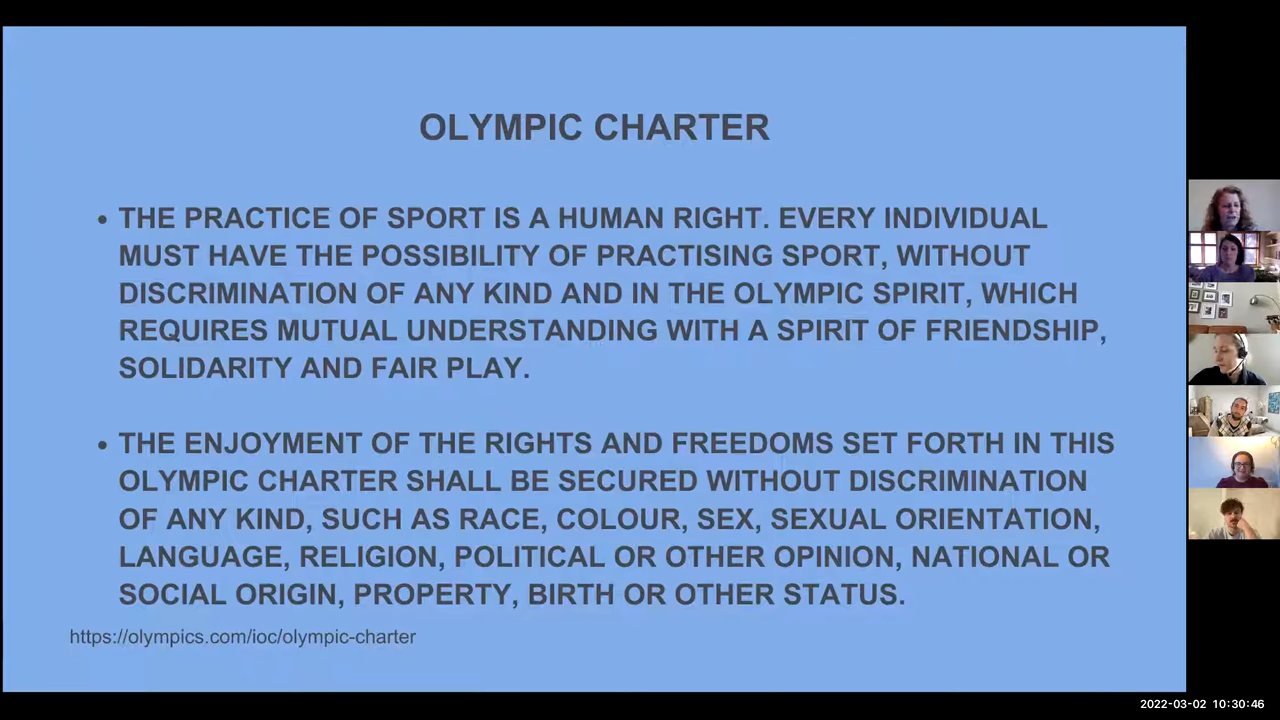 OLYMPIC CHARTER
• THE PRACTICE OF SPORT IS A HUMAN RIGHT. EVERY INDIVIDUAL
MUST HAVE THE POSSIBILITY OF PRACTISING SPORT, WITHOUT
DISCRIMINATION OF ANY KIND AND IN THE OLYMPIC SPIRIT, WHICH
REQUIRES MUTUAL UNDERSTANDING WITH A SPIRIT OF FRIENDSHIP,
SOLIDARITY AND FAIR PLAY.
• THE ENJOYMENT OF THE RIGHTS AND FREEDOMS SET FORTH IN THIS
OLYMPIC CHARTER SHALL BE SECURED WITHOUT DISCRIMINATION
OF ANY KIND, SUCH AS RACE, COLOUR, SEX, SEXUAL ORIENTATION,
LANGUAGE, RELIGION, POLITICAL OR OTHER OPINION, NATIONAL OR
SOCIAL ORIGIN, PROPERTY, BIRTH OR OTHER STATUS.
https://olympics.com/ioc/olympic-charter
2022-03-02 10:30:46